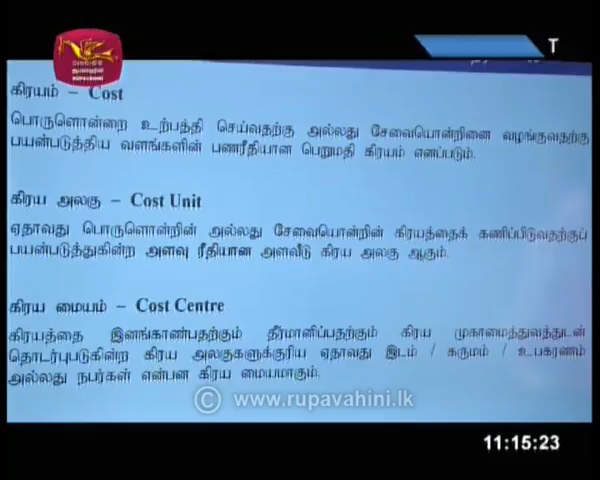 T
கிரயம் – Cost
பொருளொன்றை உற்பத்தி செய்வதற்கு அல்லது சேவையொன்றினை வழங்குவதற்கு
பயன்படுத்திய வளங்களின் பணரீதியான பெறுமதி கிரயம் எனப்படும்.
கிரய அலகு – Cost Unit
ஏதாவது பொருளொன்றின் அல்லது சேவையொன்றின் கிரயத்தைக் கணிப்பிடுவதற்குப்
பயன்படுத்துகின்ற அளவு ரீதியான அளவீடு கிரய அலகு ஆகும்.
கிரய மையம் – Cost Centre
கிரயத்தை இனங்காண்பதற்கும் தீர்மானிப்பதற்கும் கிரய முகாமைத்துவத்துடன்
தொடர்புபடுகின்ற கிரய அலகுகளுக்குரிய ஏதாவது இடம் / கருமம் / உபகரணம்
அல்லது நபர்கள் என்பன கிரய மையமாகும்.
© www.rupavahini.lk
11:15:23